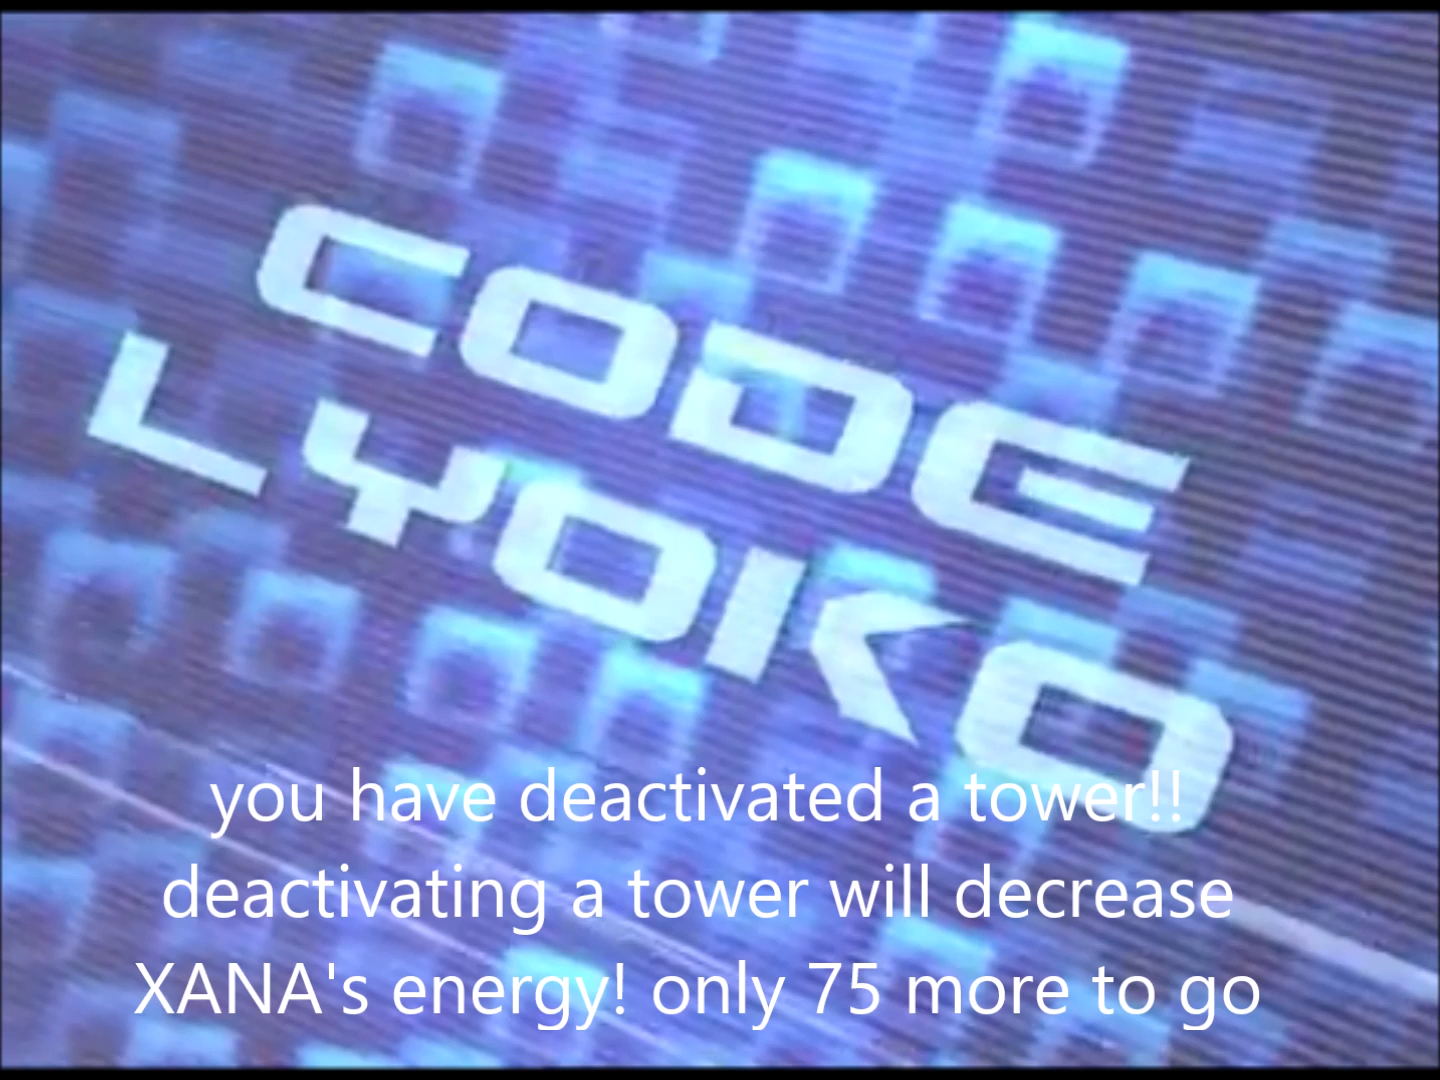 CODE
LYOKO
you have deactivated a tower!!
deactivating a tower will decrease
XANA's energy! only 75 more to go